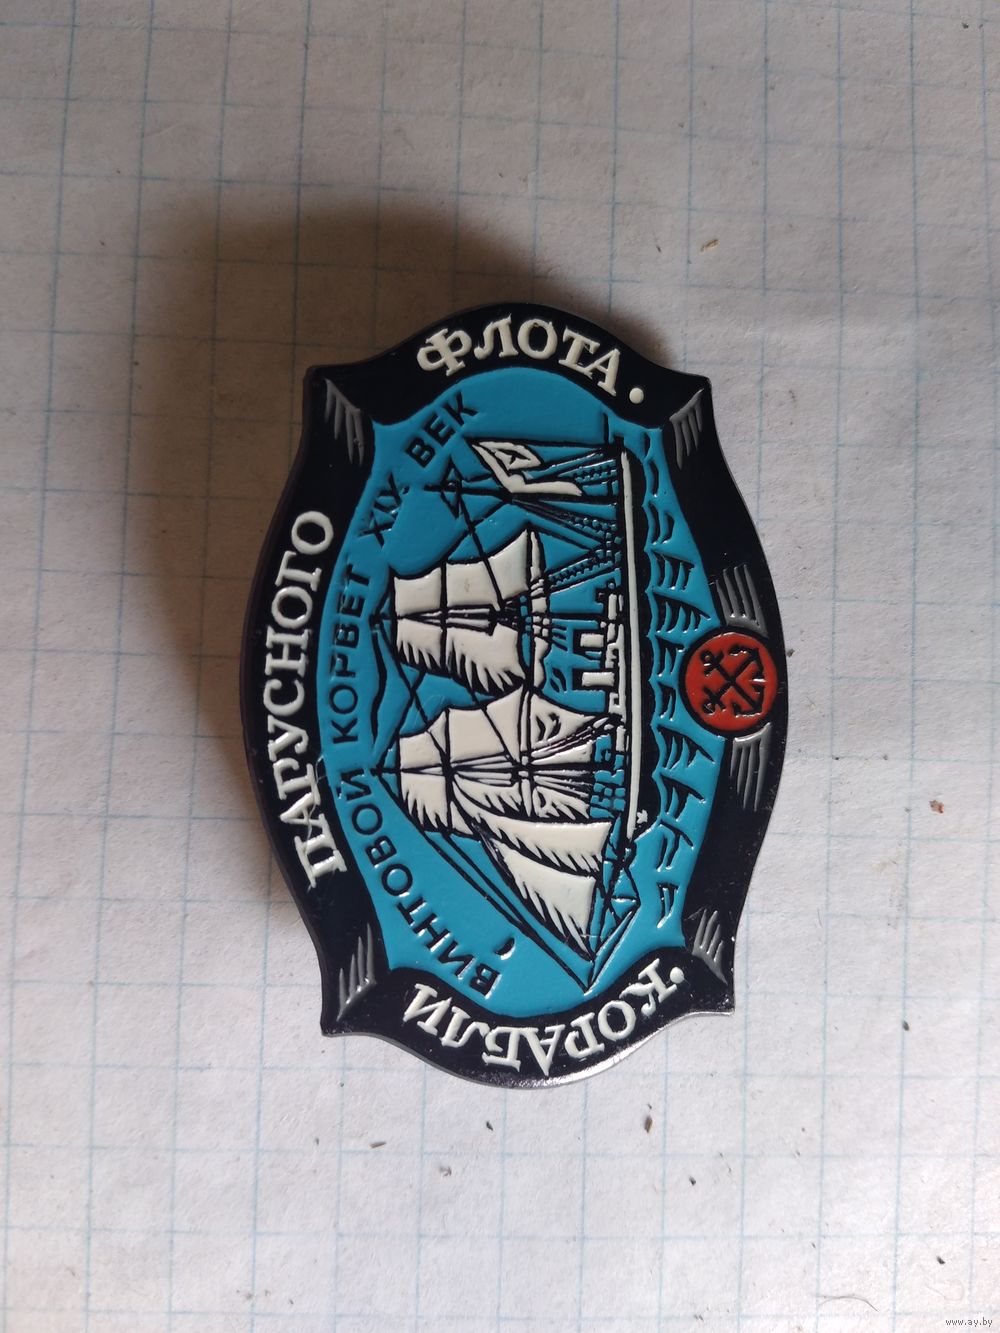 ·КОРАБЛИ ПАРУСНОГО ФЛОТА·
ВИНТОВОЙ КОРВЕТ XIX ВЕК
www.ay.by